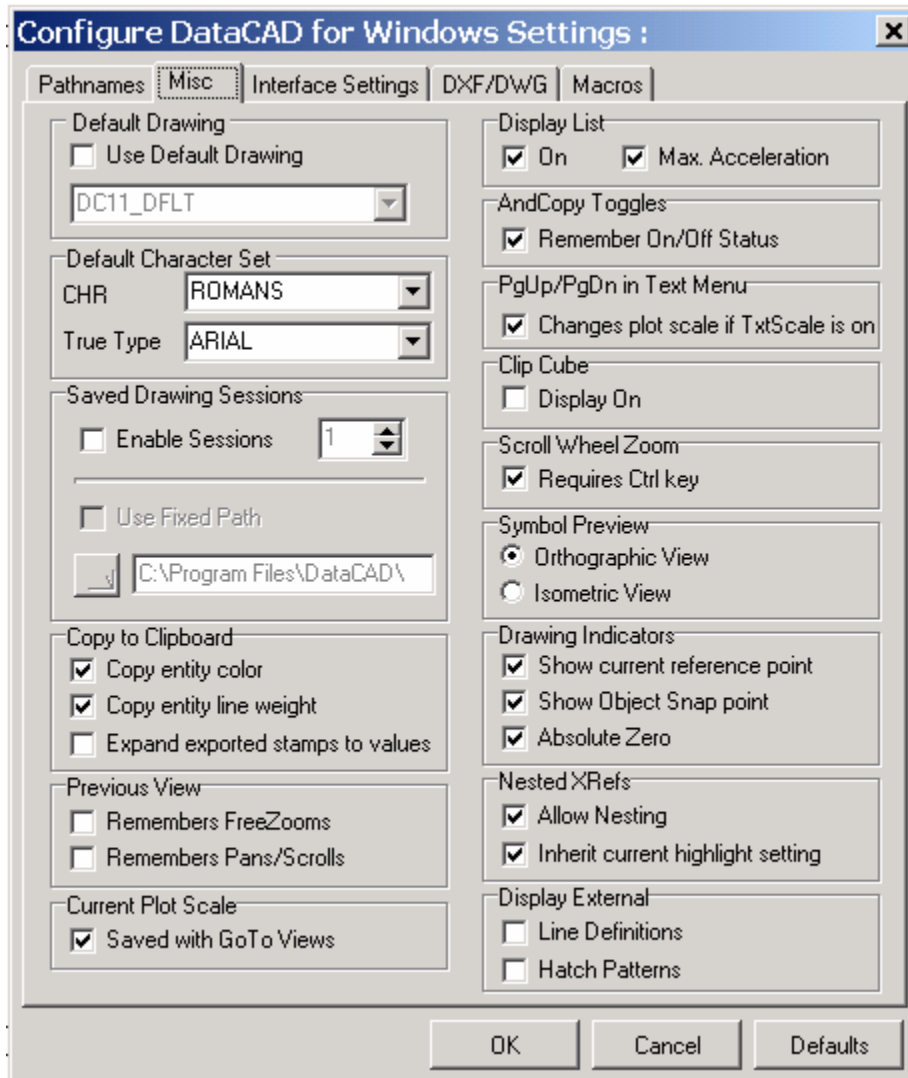 Configure DataCAD for Windows Settings :
Pathnames Misc Interface Settings DXF/DWG Macros
Default Drawing
Use Default Drawing
DC11_DFLT
Default Character Set
CHR ROMANS
True Type ARIAL
Saved Drawing Sessions
Enable Sessions 1
Use Fixed Path
C:\Program Files\DataCAD\
Copy to Clipboard
Copy entity color
Copy entity line weight
Expand exported stamps to values
Previous View
Remembers FreeZooms
Remembers Pans/Scrolls
Current Plot Scale
Saved with GoTo Views
Display List
On Max. Acceleration
AndCopy Toggles
Remember On/Off Status
PgUp/PgDn in Text Menu
Changes plot scale if TxtScale is on
Clip Cube
Display On
Scroll Wheel Zoom
Requires Ctrl key
Symbol Preview
Orthographic View
Isometric View
Drawing Indicators
Show current reference point
Show Object Snap point
Absolute Zero
Nested XRefs
Allow Nesting
Inherit current highlight setting
Display External
Line Definitions
Hatch Patterns
OK Cancel Defaults